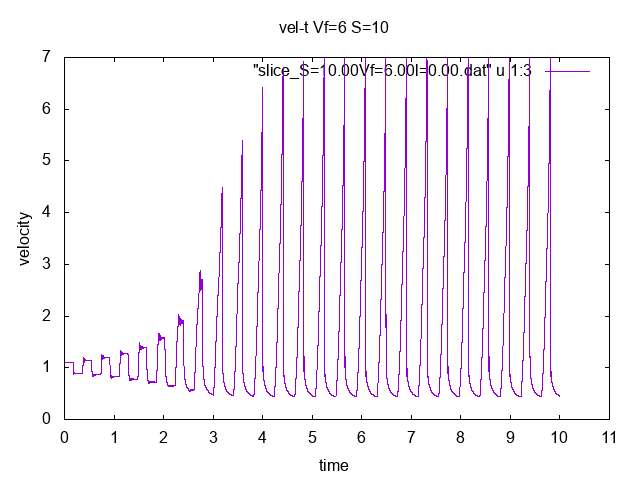 vel-t Vf=6 S=10
"slice_S=10.00Vf=6.00I=0.00.dat" u 1:3
7
6
5
4
3
2
1
0
velocity
0 1 2 3 4 5 6 7 8 9 10 11
time